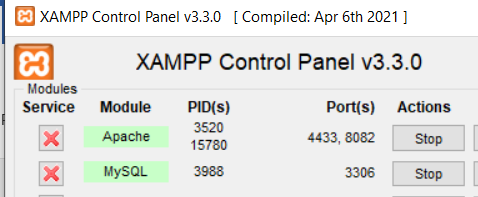 XAMPP Control Panel v3.3.0 [ Compiled: Apr 6th 2021 ]
XAMPP Control Panel v3.3.0
Modules
Service Module PID(s) Port(s) Actions
Apache 3520 15780 4433, 8082 Stop
MySQL 3988 3306 Stop